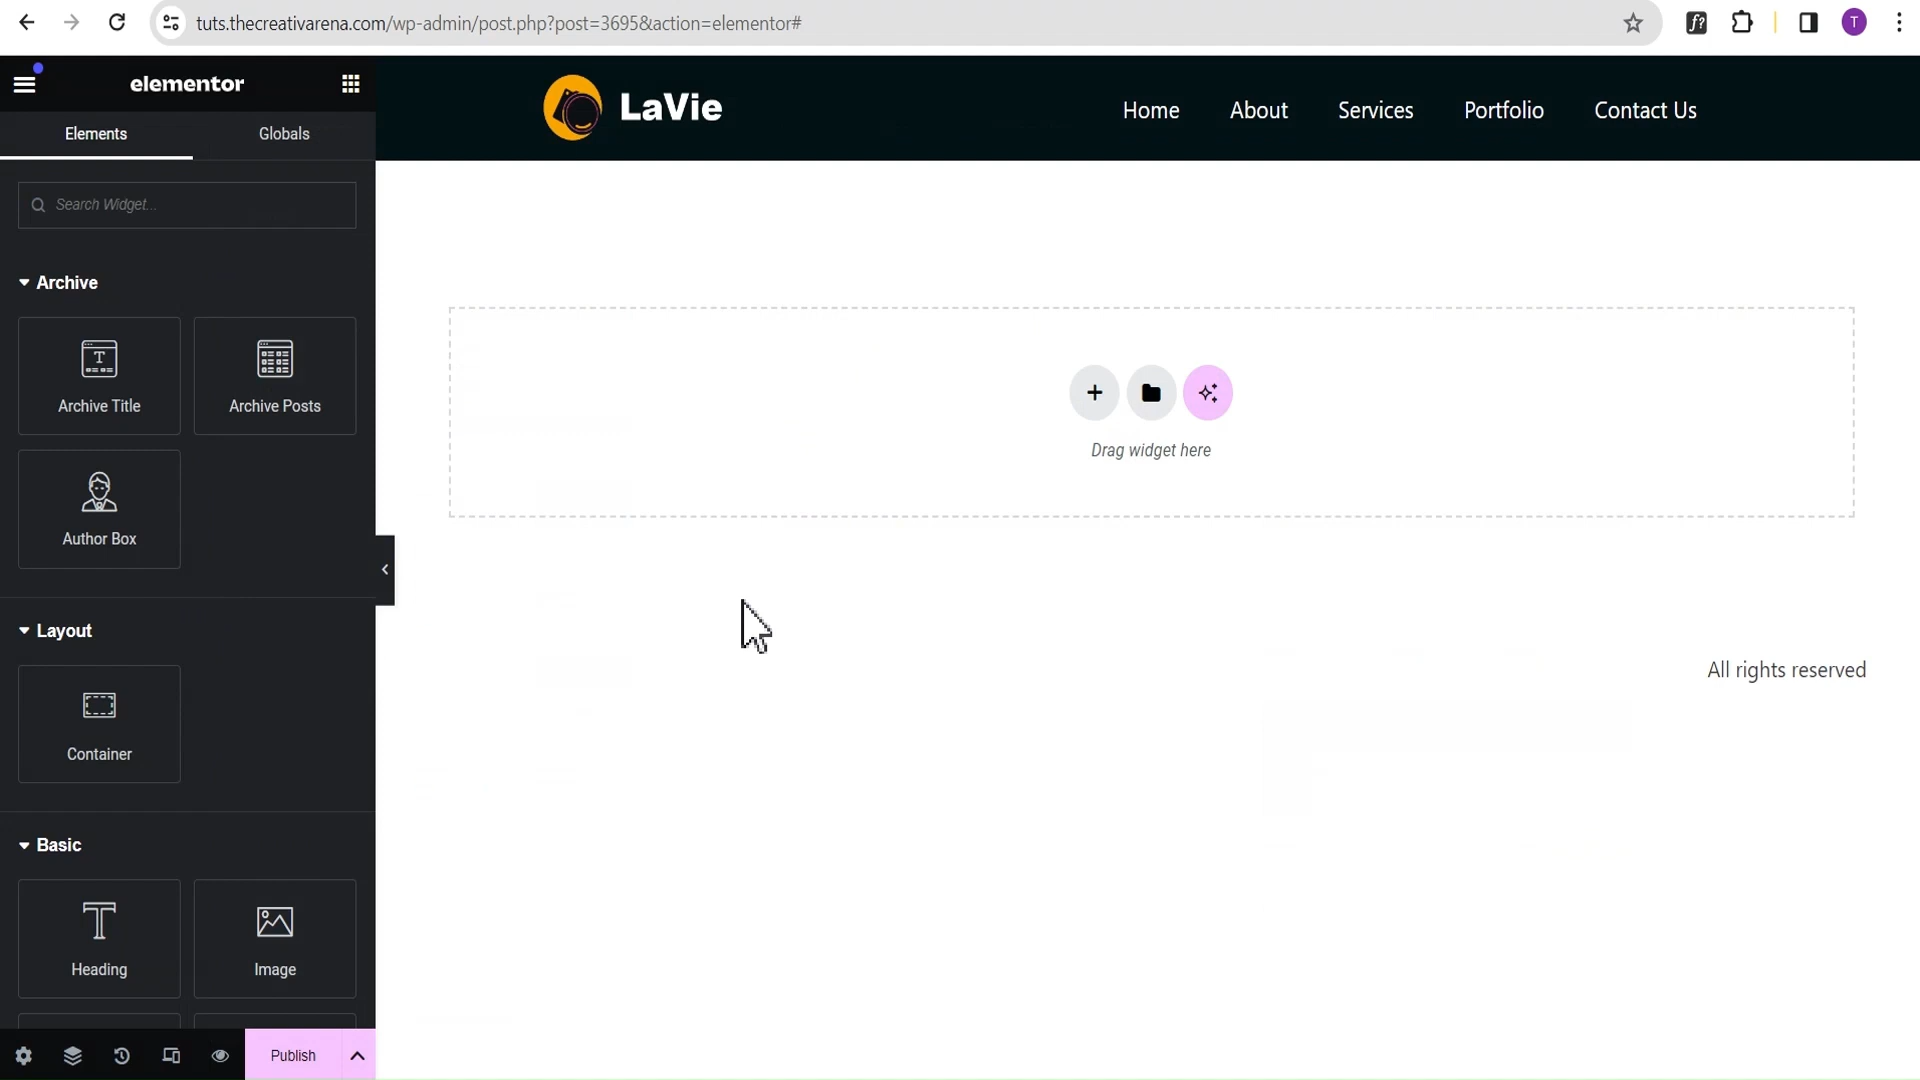 tuts.thecreativarena.com/wp-admin/post.php?post=3695&action=elementor#
f?
T
elementor
Elements
Globals
Search Widget...
Archive
Archive Title
Archive Posts
Author Box
Layout
Container
Basic
Heading
Image
Publish
LaVie
Home
About
Services
Portfolio
Contact Us
Drag widget here
All rights reserved